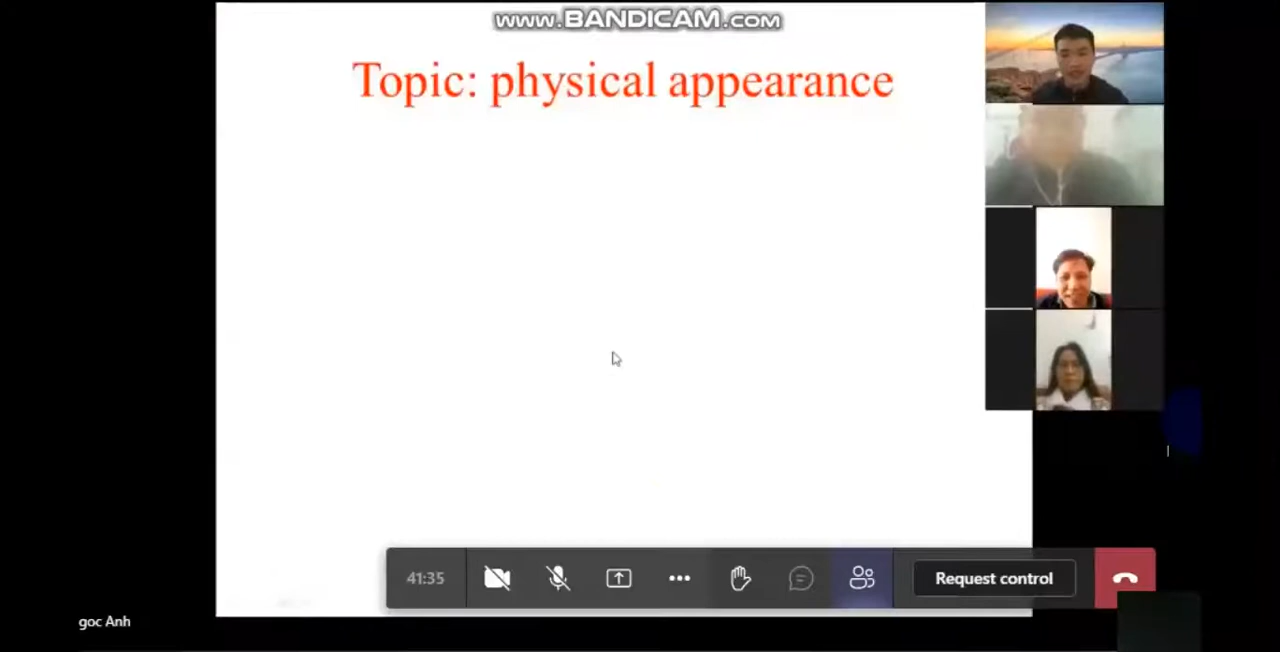 www.BANDICAM.com
Topic: physical appearance
41:35
Request control
goc Anh